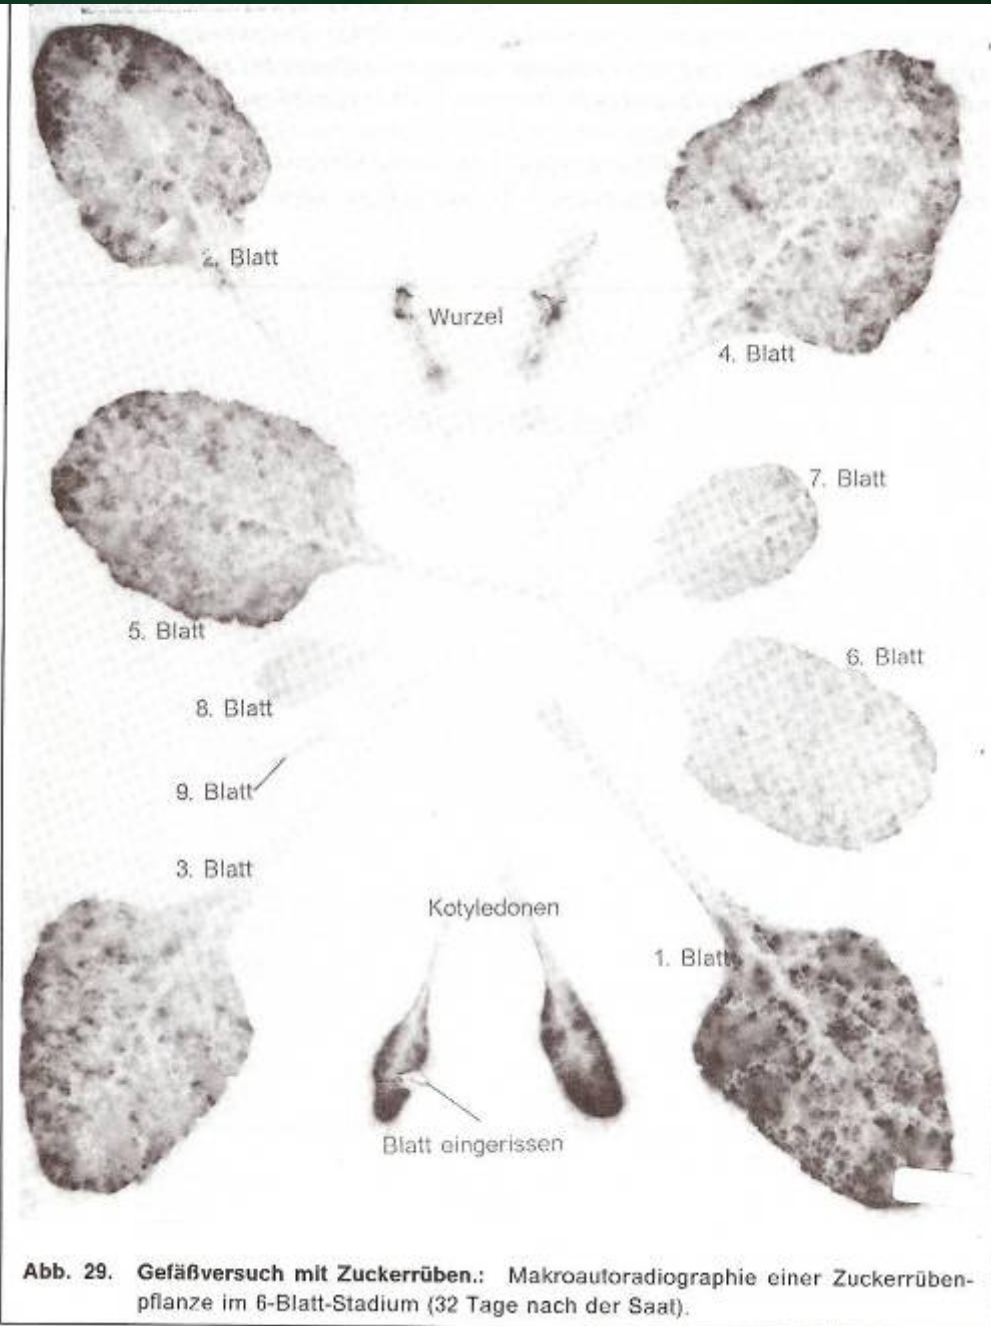 2. Blatt
Wurzel
4. Blatt
7. Blatt
5. Blatt
6. Blatt
8. Blatt
9. Blatt
3. Blatt
Kotyledonen
1. Blatt
Blatt eingerissen
Abb. 29. Gefäßversuch mit Zuckerrüben.: Makroautoradiographie einer Zuckerrüben-
pflanze im 6-Blatt-Stadium (32 Tage nach der Saat).